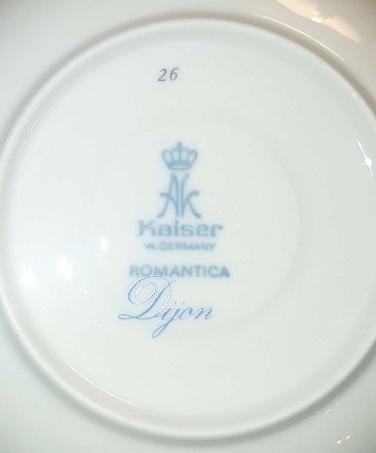 26
AK
Kaiser
W. GERMANY
ROMANTICA
Dijon